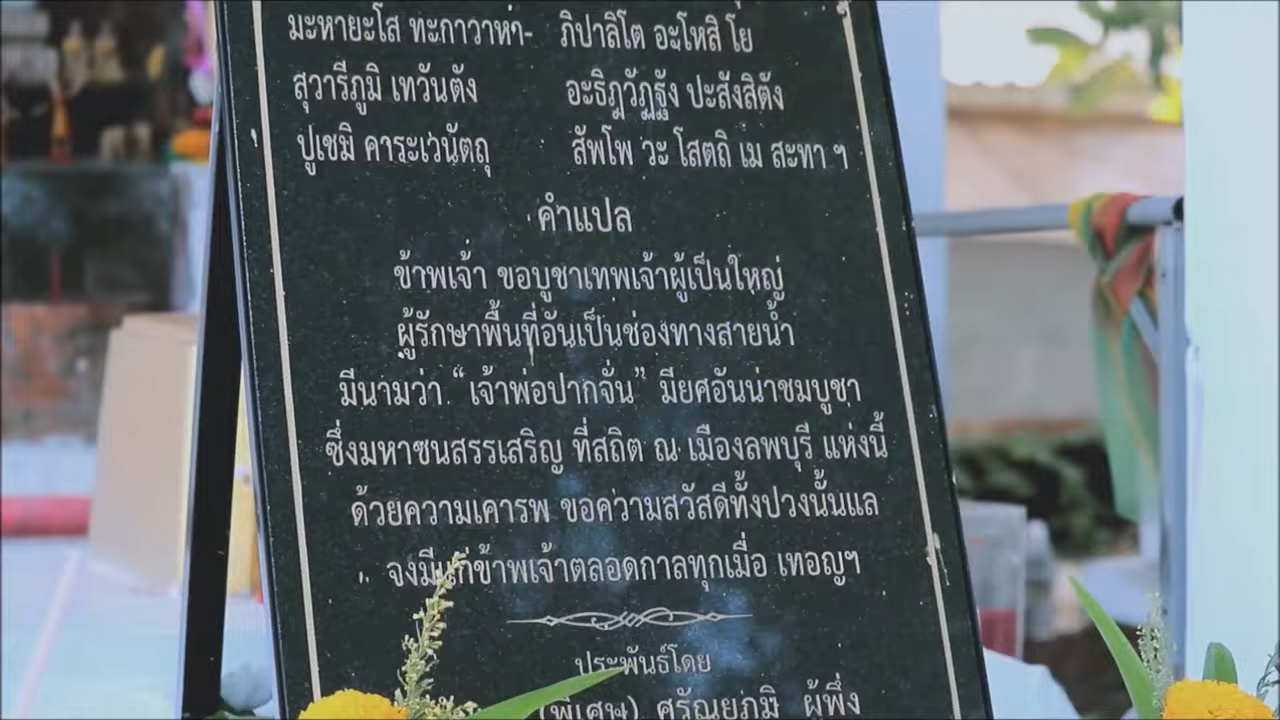 มะหายะโส ทะกาวาหา- ภิปาลิโต อะโหสิ โย
สุวารีภูมิ เทวันตัง อะธิฏวัฏฐัง ปะสังสิตัง
ปูเชมิ คาระเวนัตถุ สัพโพ วะ โสตถิ เม สะทา ฯ
คำแปล
ข้าพเจ้า ขอบูชาเทพเจ้าผู้เป็นใหญ่
ผู้รักษาพื้นที่อันเป็นช่องทางสายน้ำ
มีนามว่า “เจ้าพ่อปากจั่น” มียศอันน่าชมบูชา
ซึ่งมหาชนสรรเสริญ ที่สถิต ณ เมืองลพบุรี แห่งนี้
ด้วยความเคารพ ขอความสวัสดีทั้งปวงนั้นแล
จงมีแก่ข้าพเจ้าตลอดกาลทุกเมื่อ เทอญฯ
ประพันธ์โดย
(พิเศษ) ศรัณยภูมิ ผู้พึ่ง